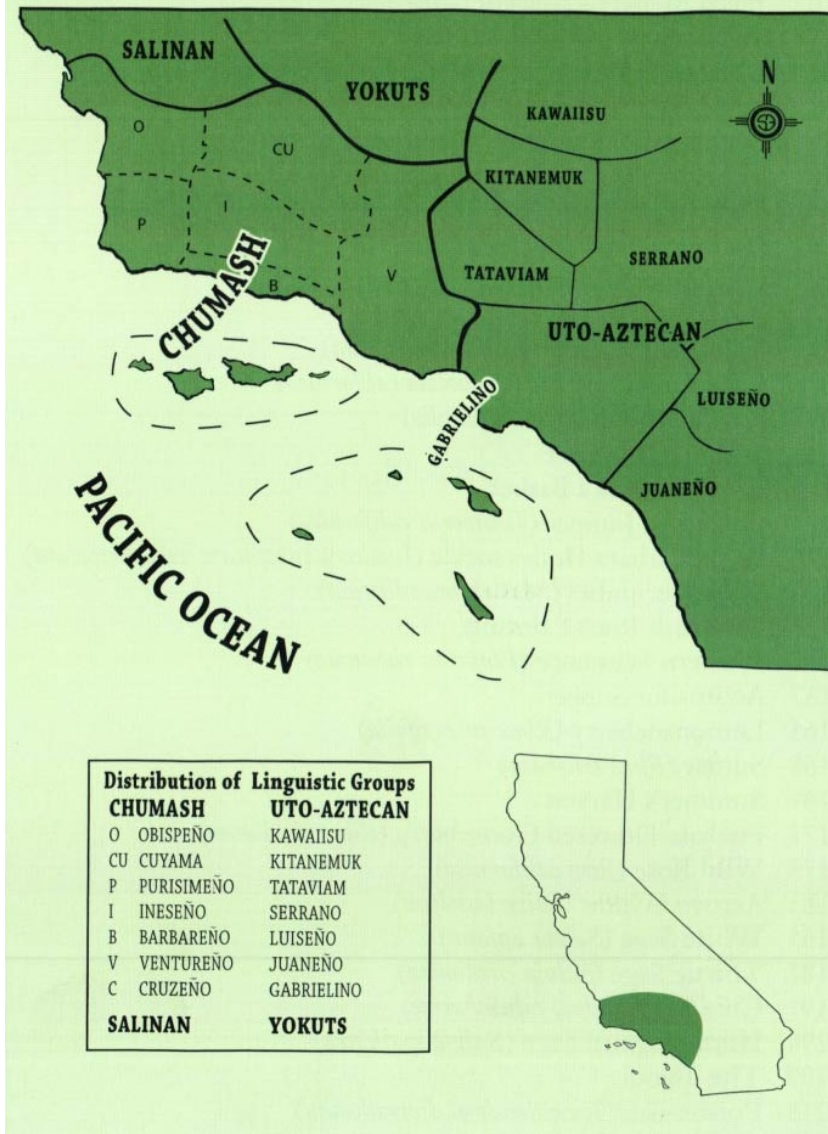 SALINAN
YOKUTS
N
KAWAIISU
O
CU
KITANEMUK
P
I
SERRANO
TATAVIAM
V
B
CHUMASH
UTO-AZTECAN
LUISEÑO
GABRIELINO
JUANEÑO
PACIFIC OCEAN
Distribution of Linguistic Groups
CHUMASH UTO-AZTECAN
O OBISPEÑO KAWAIISU
CU CUYAMA KITANEMUK
P PURISIMEÑO TATAVIAM
I INESEÑO SERRANO
B BARBAREÑO LUISEÑO
V VENTUREÑO JUANEÑO
C CRUZEÑO GABRIELINO
SALINAN YOKUTS